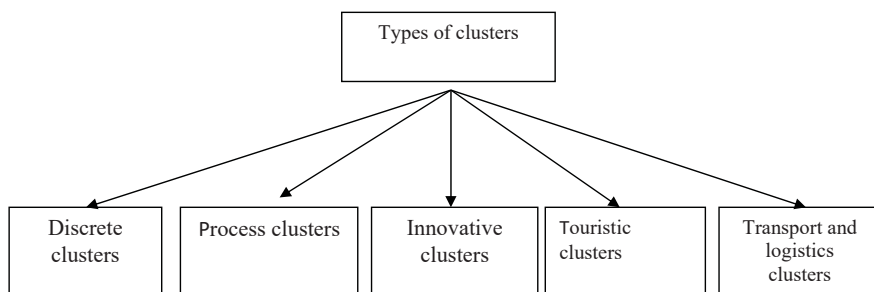 Types of clusters
Discrete
clusters
Process clusters
Innovative
clusters
Touristic
clusters
Transport and
logistics
clusters